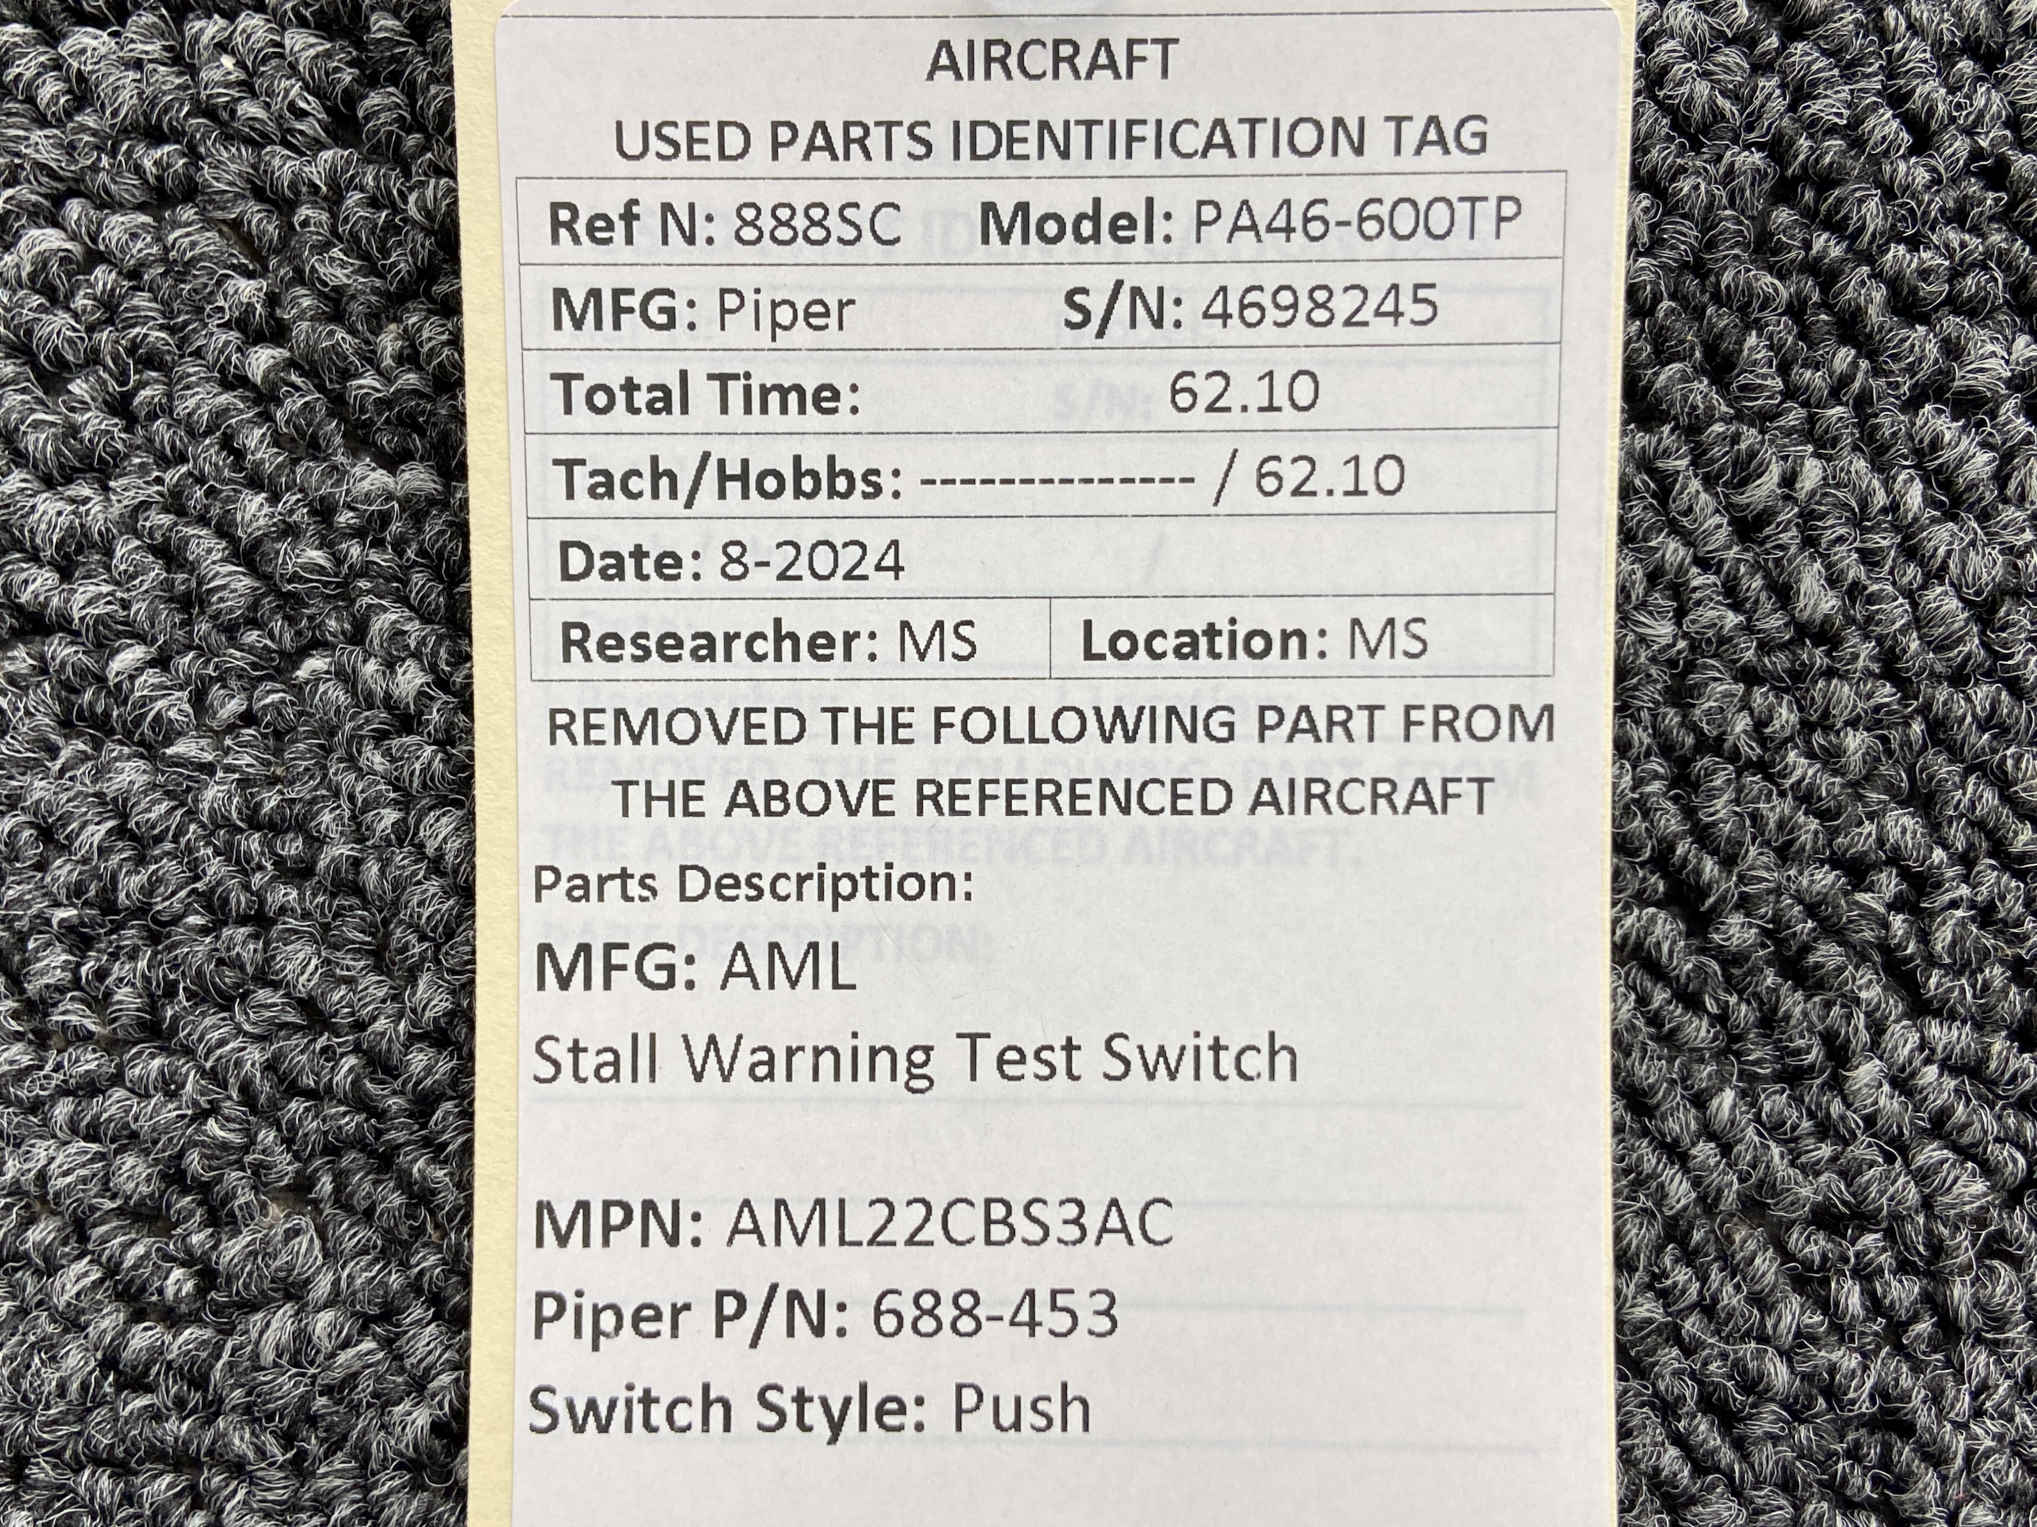 AIRCRAFT
USED PARTS IDENTIFICATION TAG
Ref N: 888SC Model: PA46-600TP
MFG: Piper S/N: 4698245
Total Time: 62.10
Tach/Hobbs: -------------- / 62.10
Date: 8-2024
Researcher: MS Location: MS
REMOVED THE FOLLOWING PART FROM
THE ABOVE REFERENCED AIRCRAFT
Parts Description:
MFG: AML
Stall Warning Test Switch
MPN: AML22CBS3AC
Piper P/N: 688-453
Switch Style: Push